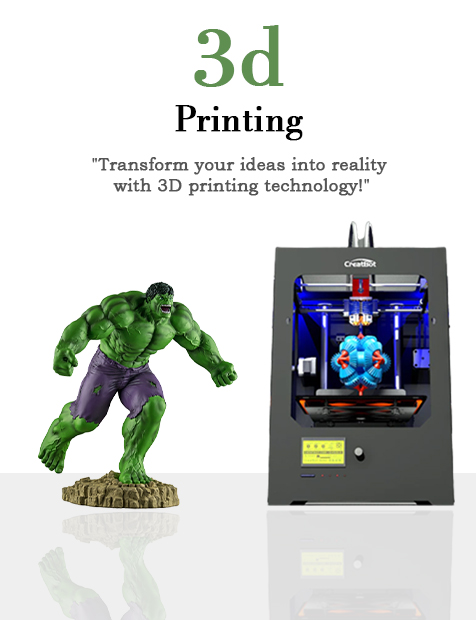 3d
Printing
"Transform your ideas into reality
with 3D printing technology!"
CreatBot